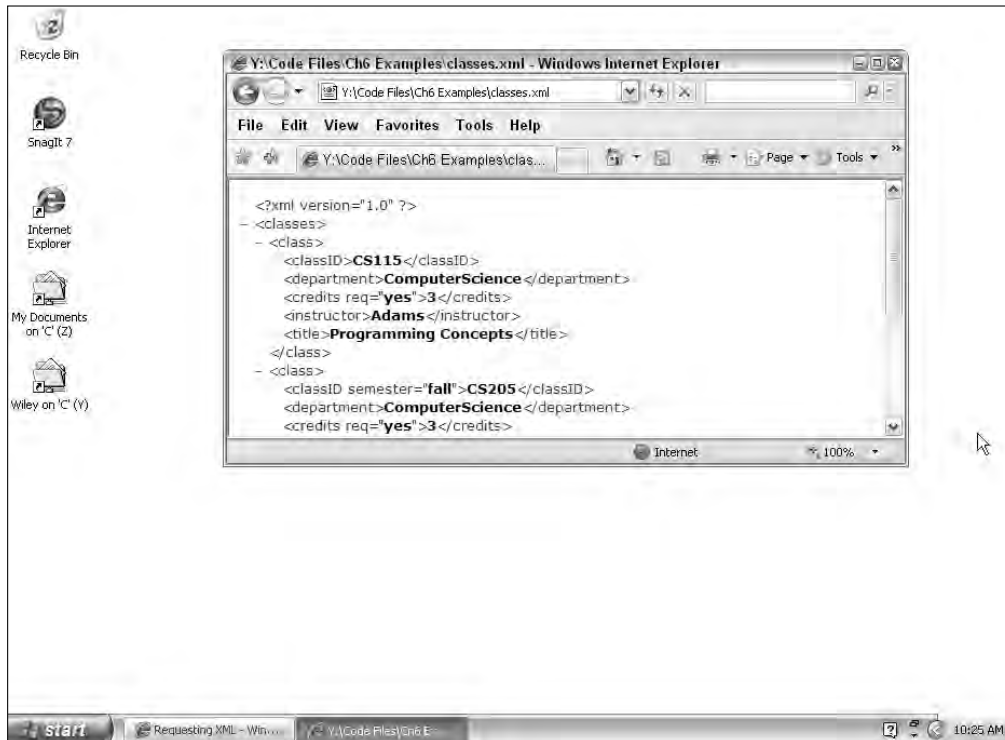 Recycle Bin
SnagIt 7
Internet
Explorer
My Documents
on 'C' (Z)
Wiley on 'C' (Y)
Y:\Code Files\Ch6 Examples\classes.xml - Windows Internet Explorer
Y:\Code Files\Ch6 Examples\classes.xml
File Edit View Favorites Tools Help
Y:\Code Files\Ch6 Examples\clas...
Page Tools »
<?xml version="1.0" ?>
- <classes>
- <class>
<classID>CS115</classID>
<department>ComputerScience</department>
<credits req="yes">3</credits>
<instructor>Adams</instructor>
<title>Programming Concepts</title>
</class>
- <class>
<classID semester="fall">CS205</classID>
<department>ComputerScience</department>
<credits req="yes">3</credits>
Internet 100%
start
Requesting XML - Win...
Y:\Code Files\Ch6 E...
10:25 AM